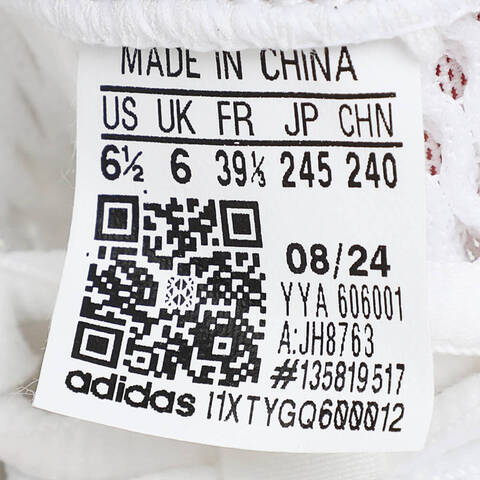 MADE IN CHINA
US UK FR JP CHN
6½ 6 39⅓ 245 240
08/24
YYA 606001
A:JH8763
#135819517
adidas I1XTYGQ600012